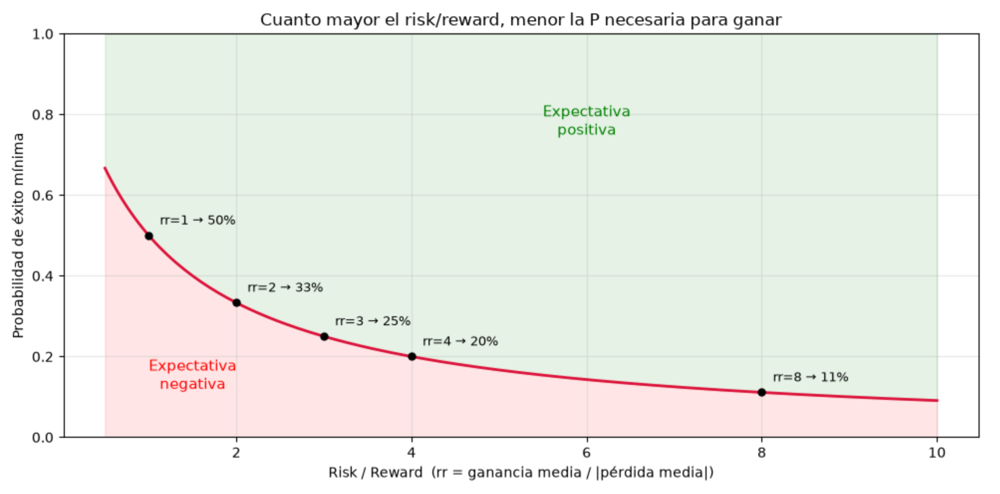 Cuanto mayor el risk/reward, menor la P necesaria para ganar
1.0
0.8
0.6
0.4
0.2
0.0
Probabilidad de éxito mínima
Expectativa
positiva
rr=1 → 50%
rr=2 → 33%
rr=3 → 25%
rr=4 → 20%
rr=8 → 11%
Expectativa
negativa
2
4
6
8
10
Risk / Reward (rr = ganancia media / |pérdida media|)